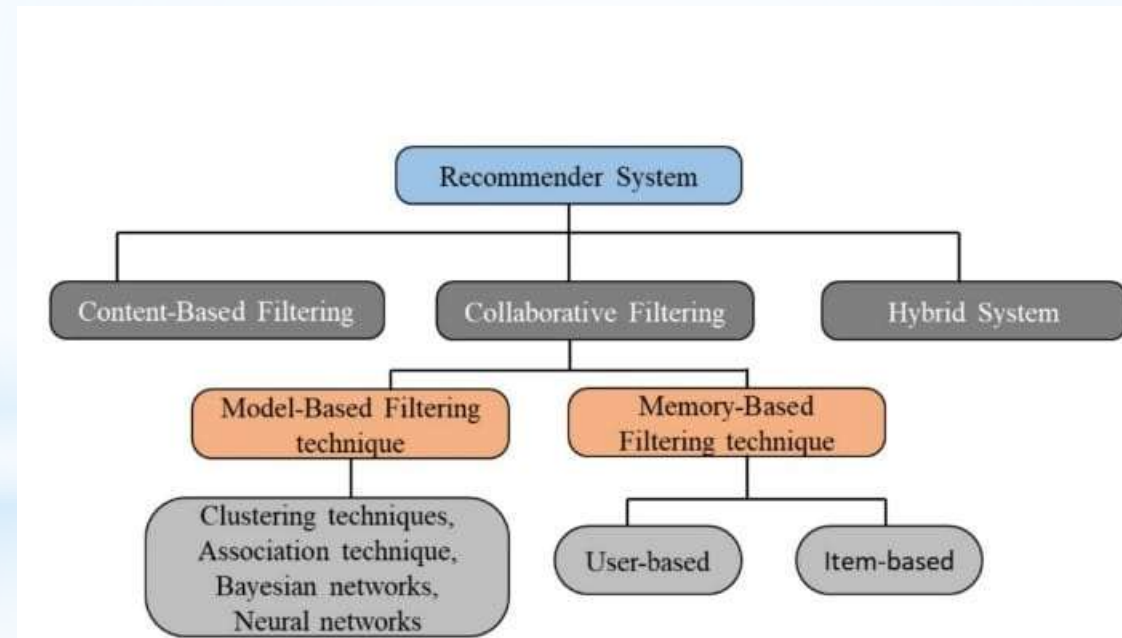 Recommender System
Content-Based Filtering
Collaborative Filtering
Hybrid System
Model-Based Filtering
technique
Memory-Based
Filtering technique
Clustering techniques,
Association technique,
Bayesian networks,
Neural networks
User-based
Item-based